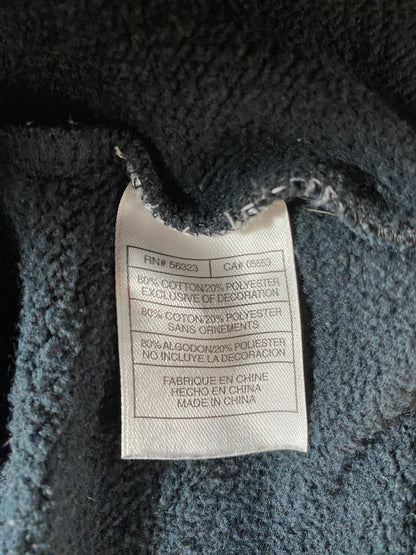 RN# 56323 CA# 05553
80% COTTON/20% POLYESTER
EXCLUSIVE OF DECORATION
80% COTON/20% POLYESTER
SANS ORNEMENTS
80% ALGODON/20% POLIESTER
NO INCLUYE LA DECORACION
FABRIQUE EN CHINE
HECHO EN CHINA
MADE IN CHINA